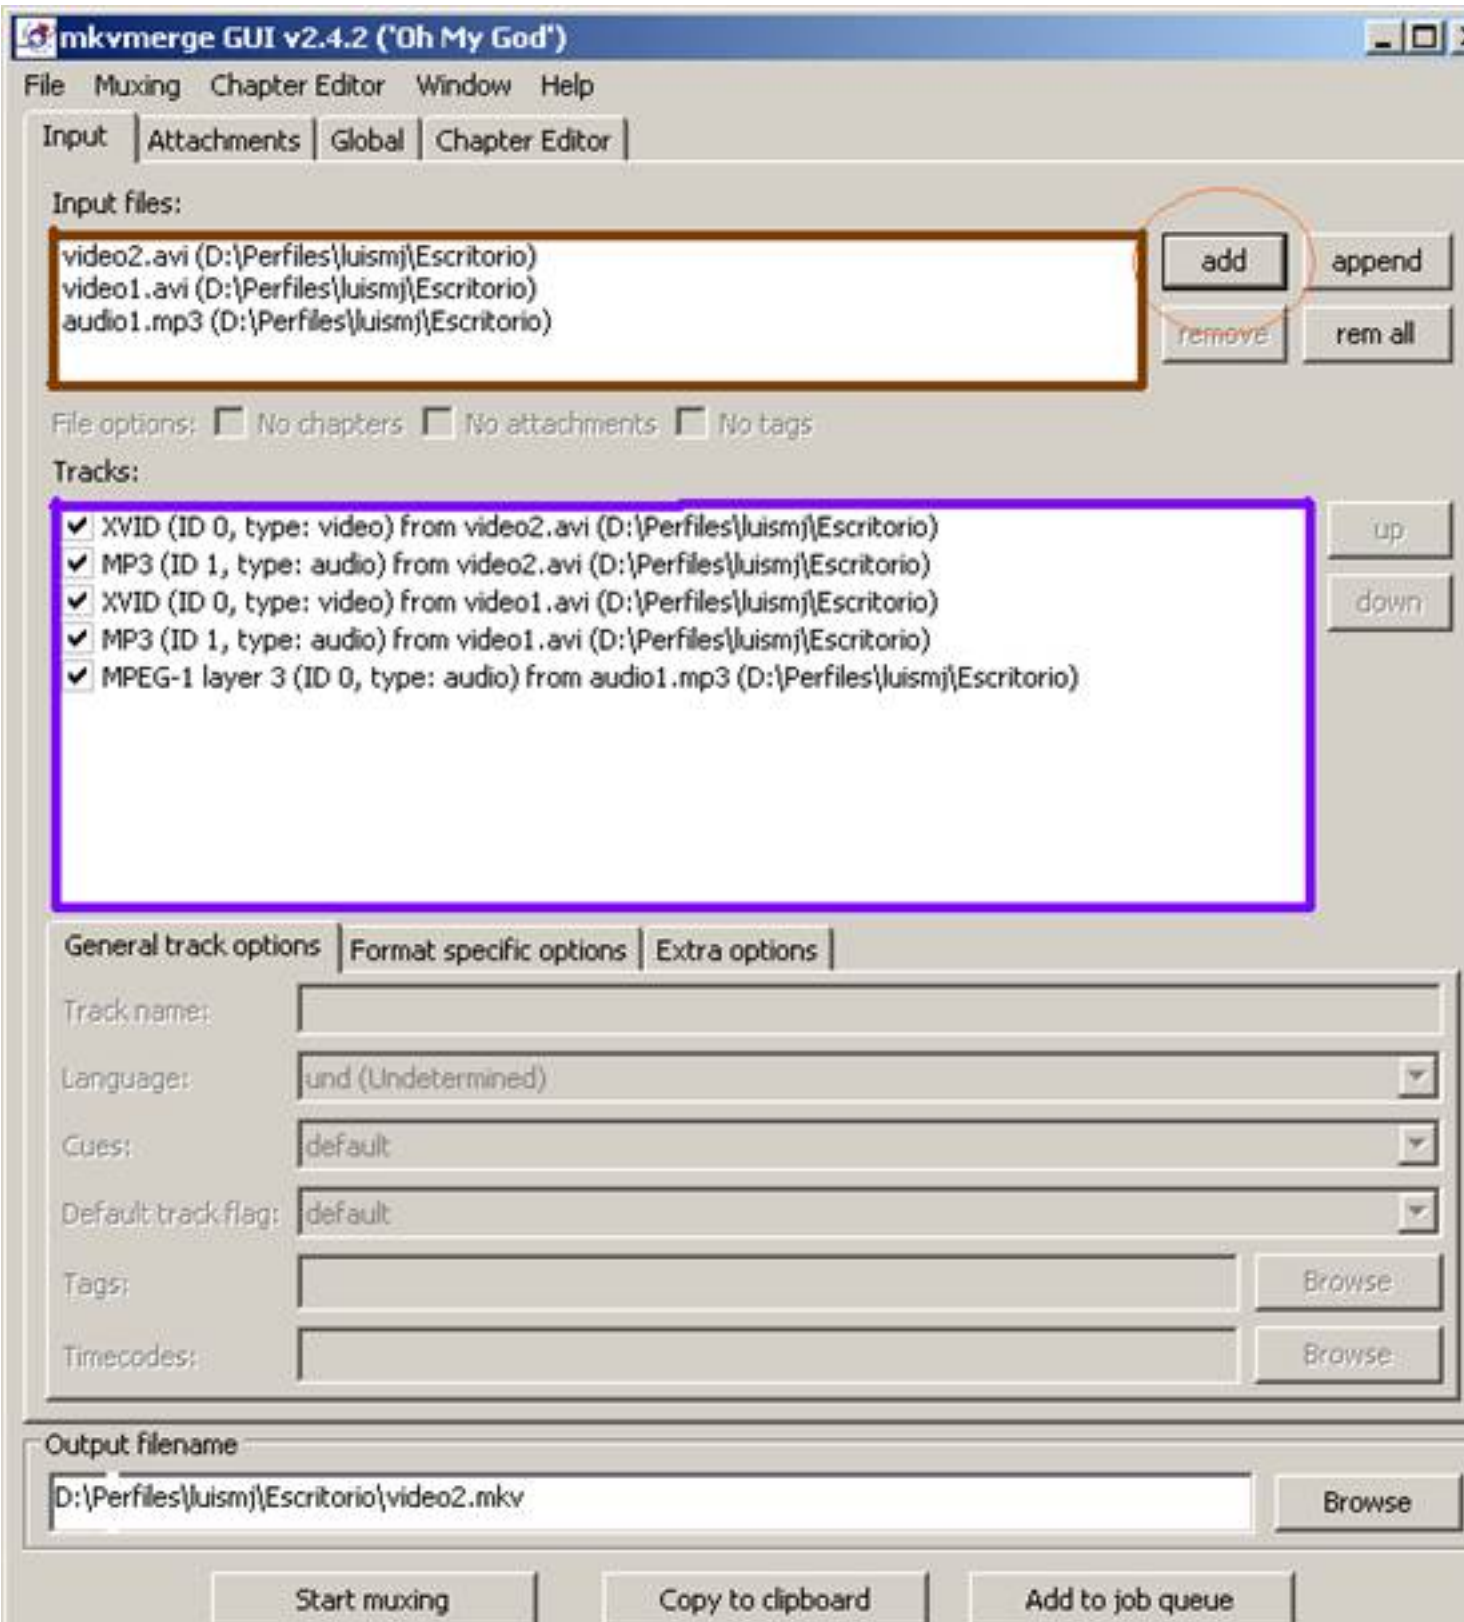 mkvmerge GUI v2.4.2 ('Oh My God')
File Muxing Chapter Editor Window Help
Input Attachments Global Chapter Editor
Input files:
video2.avi (D:\Perfiles\luismj\Escritorio)
video1.avi (D:\Perfiles\luismj\Escritorio)
audio1.mp3 (D:\Perfiles\luismj\Escritorio)
add append
remove rem all
File options: No chapters No attachments No tags
Tracks:
XVID (ID 0, type: video) from video2.avi (D:\Perfiles\luismj\Escritorio)
MP3 (ID 1, type: audio) from video2.avi (D:\Perfiles\luismj\Escritorio)
XVID (ID 0, type: video) from video1.avi (D:\Perfiles\luismj\Escritorio)
MP3 (ID 1, type: audio) from video1.avi (D:\Perfiles\luismj\Escritorio)
MPEG-1 layer 3 (ID 0, type: audio) from audio1.mp3 (D:\Perfiles\luismj\Escritorio)
up
down
General track options Format specific options Extra options
Track name:
Language: und (Undetermined)
Cues: default
Default track flag: default
Tags: Browse
Timecodes: Browse
Output filename
D:\Perfiles\luismj\Escritorio\video2.mkv Browse
Start muxing Copy to clipboard Add to job queue